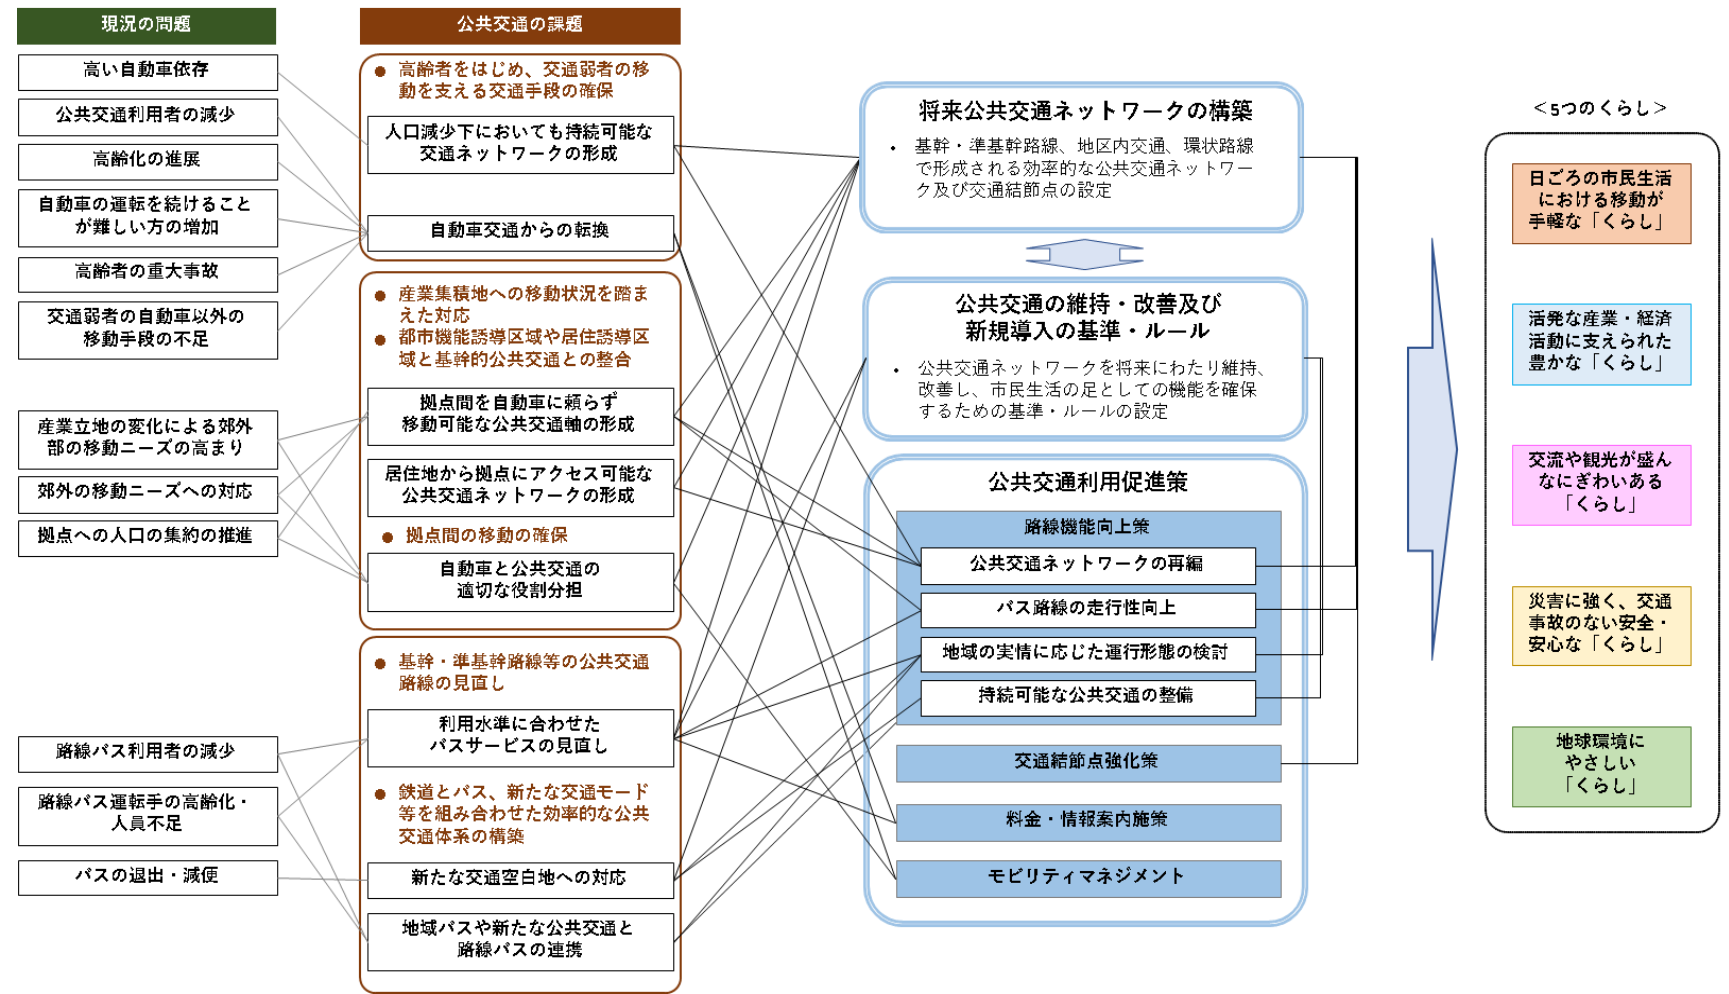 現況の問題
高い自動車依存
公共交通利用者の減少
高齢化の進展
自動車の運転を続けること
が難しい方の増加
高齢者の重大事故
交通弱者の自動車以外の
移動手段の不足
産業立地の変化による郊外
部の移動ニーズの高まり
郊外の移動ニーズへの対応
拠点への人口の集約の推進
路線バス利用者の減少
路線バス運転手の高齢化・
人員不足
バスの退出・減便
公共交通の課題
● 高齢者をはじめ、交通弱者の移
動を支える交通手段の確保
人口減少下においても持続可能な
交通ネットワークの形成
自動車交通からの転換
● 産業集積地への移動状況を踏ま
えた対応
● 都市機能誘導区域や居住誘導区
域と基幹的公共交通との整合
拠点間を自動車に頼らず
移動可能な公共交通軸の形成
居住地から拠点にアクセス可能な
公共交通ネットワークの形成
● 拠点間の移動の確保
自動車と公共交通の
適切な役割分担
● 基幹・準基幹路線等の公共交通
路線の見直し
利用水準に合わせた
バスサービスの見直し
● 鉄道とバス、新たな交通モード
等を組み合わせた効率的な公共
交通体系の構築
新たな交通空白地への対応
地域バスや新たな公共交通と
路線バスの連携
将来公共交通ネットワークの構築
• 基幹・準基幹路線、地区内交通、環状路線
で形成される効率的な公共交通ネットワー
ク及び交通結節点の設定
公共交通の維持・改善及び
新規導入の基準・ルール
• 公共交通ネットワークを将来にわたり維持、
改善し、市民生活の足としての機能を確保
するための基準・ルールの設定
公共交通利用促進策
路線機能向上策
公共交通ネットワークの再編
バス路線の走行性向上
地域の実情に応じた運行形態の検討
持続可能な公共交通の整備
交通結節点強化策
料金・情報案内施策
モビリティマネジメント
＜5つのくらし＞
日ごろの市民生活
における移動が
手軽な「くらし」
活発な産業・経済
活動に支えられた
豊かな「くらし」
交流や観光が盛ん
なにぎわいある
「くらし」
災害に強く、交通
事故のない安全・
安心な「くらし」
地球環境に
やさしい
「くらし」